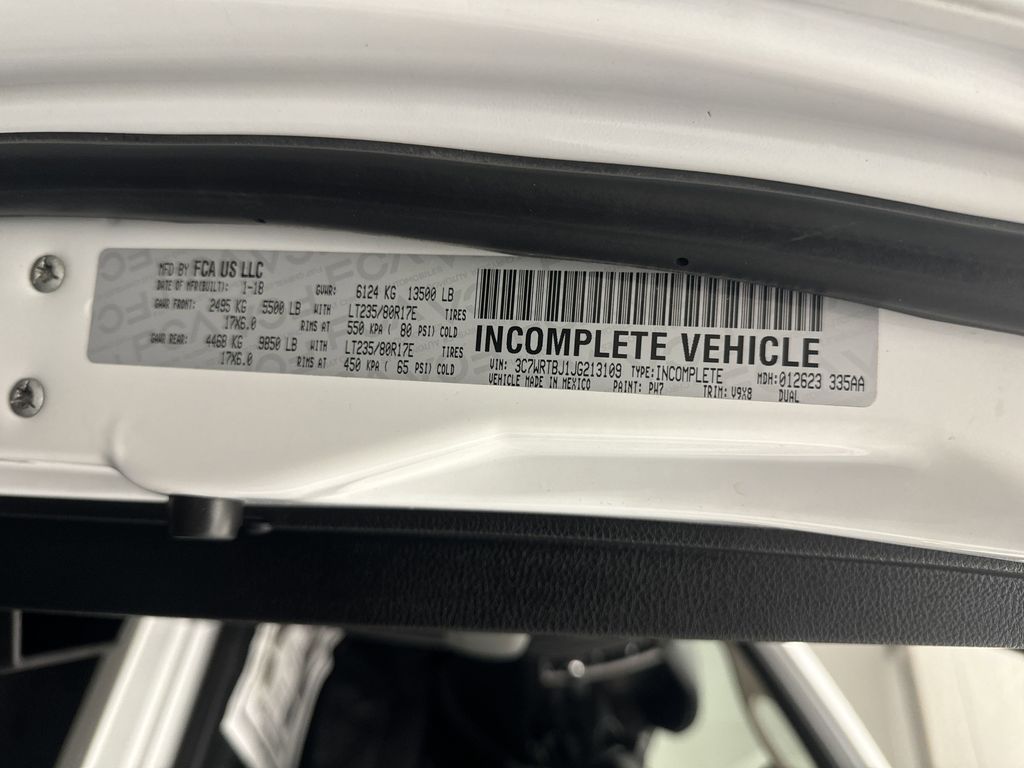 MFD BY FCA US LLC
DATE OF MFR(BUILT): 1-18 GVWR: 6124 KG 13500 LB
GAWR FRONT: 2495 KG 5500 LB WITH LT235/80R17E TIRES
17X6.0 RIMS AT 550 KPA ( 80 PSI) COLD
GAWR REAR: 4468 KG 9850 LB WITH LT235/80R17E TIRES
17X6.0 RIMS AT 450 KPA ( 65 PSI) COLD
INCOMPLETE VEHICLE
VIN: 3C7WRTBJ1JG213109 TYPE: INCOMPLETE MDH: 012623 335AA
VEHICLE MADE IN MEXICO PAINT: PW7 TRIM: V9X8 DUAL